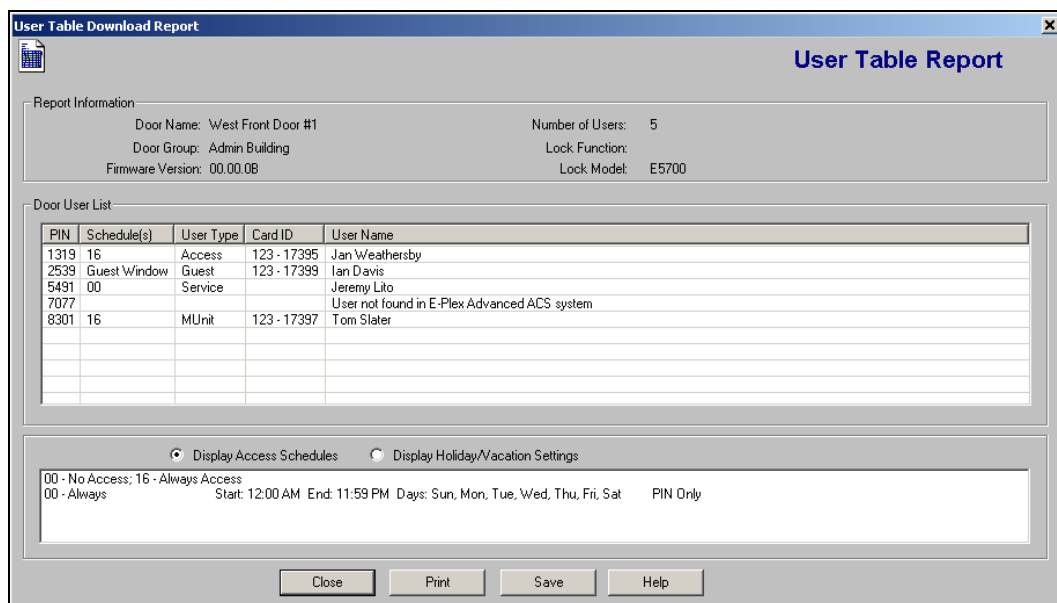 User Table Download Report
User Table Report
Report Information
Door Name: West Front Door #1 Number of Users: 5
Door Group: Admin Building Lock Function:
Firmware Version: 00.00.0B Lock Model: E5700
Door User List
PIN Schedule(s) User Type Card ID User Name
1319 16 Access 123 - 17395 Jan Weathersby
2539 Guest Window Guest 123 - 17399 Ian Davis
5491 00 Service Jeremy Lito
7077 User not found in E-Plex Advanced ACS system
8301 16 MUnit 123 - 17397 Tom Slater
Display Access Schedules Display Holiday/Vacation Settings
00 - No Access; 16 - Always Access
00 - Always Start: 12:00 AM End: 11:59 PM Days: Sun, Mon, Tue, Wed, Thu, Fri, Sat PIN Only
Close Print Save Help